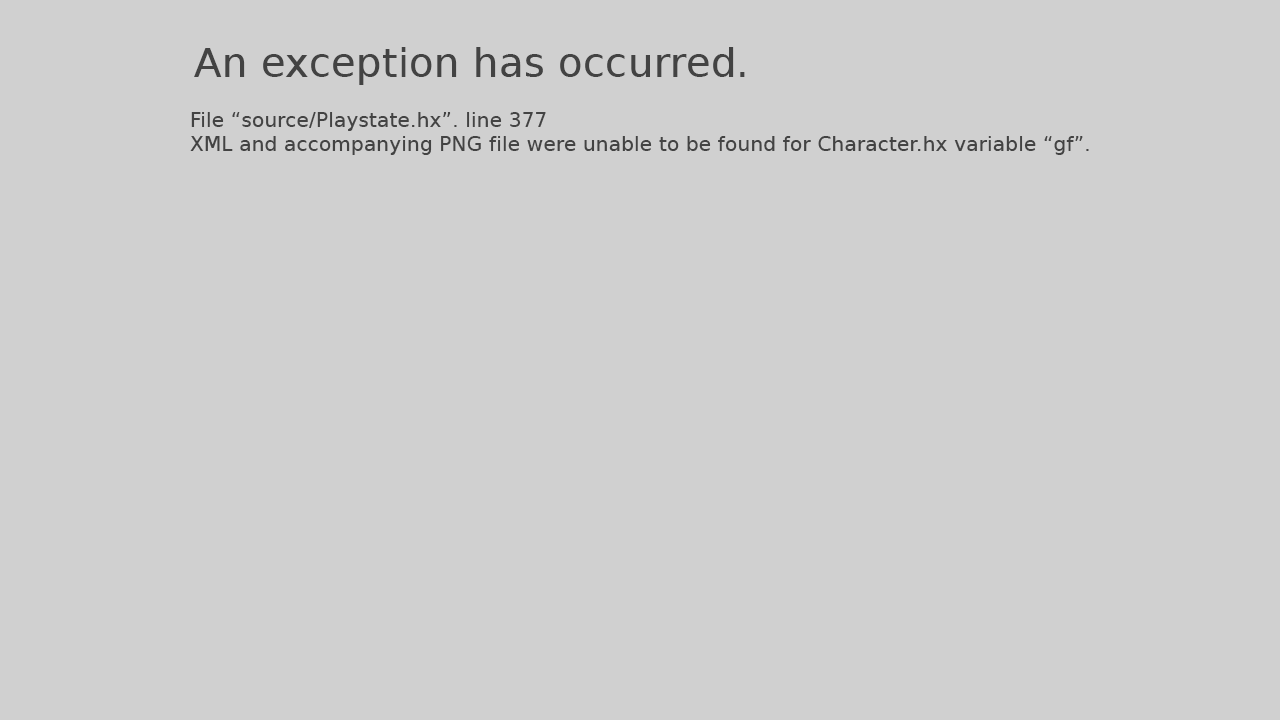 An exception has occurred.
File “source/Playstate.hx”. line 377
XML and accompanying PNG file were unable to be found for Character.hx variable “gf”.